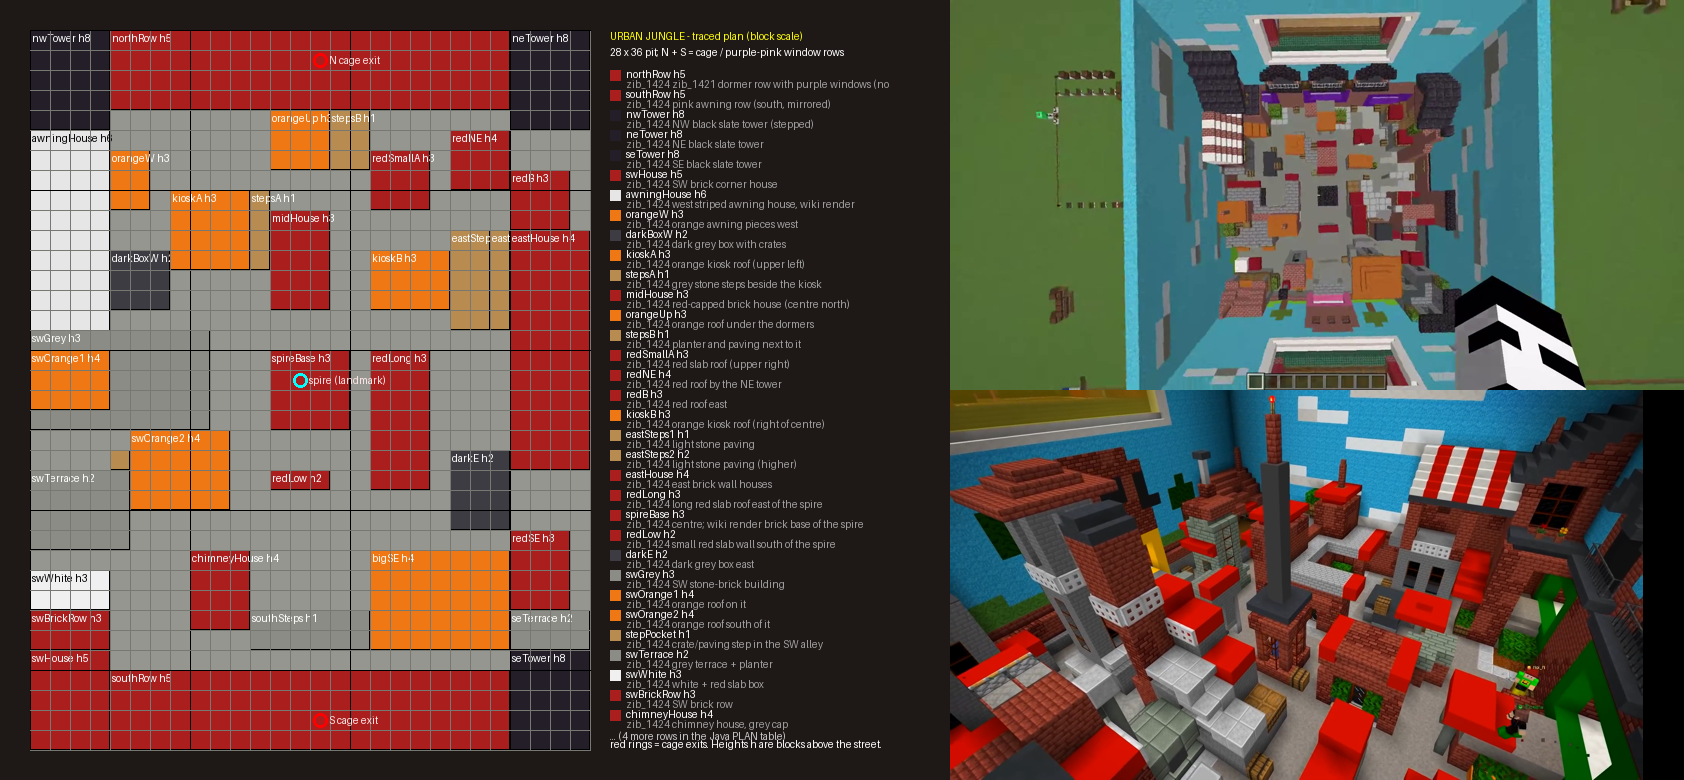 nwTower h8
northRow h5
neTower h8
N cage exit
orangeUp h3
stepsB h1
awningHouse h6
redNE h4
orangeW h3
redSmallA h3
redB h3
kioskA h3
stepsA h1
midHouse h3
eastStep
east
eastHouse h4
darkBoxW h2
kioskB h3
swGrey h3
swOrange1 h4
spireBase h3
redLong h3
spire (landmark)
swOrange2 h4
darkE h2
swTerrace h2
redLow h2
redSE h3
chimneyHouse h4
bigSE h4
swWhite h3
swBrickRow h3
southSteps h1
seTerrace h2
swHouse h5
seTower h8
southRow h5
S cage exit
URBAN JUNGLE - traced plan (block scale)
28 x 36 pit; N + S = cage / purple-pink window rows
northRow h5
zib_1424 zib_1421 dormer row with purple windows (no
southRow h5
zib_1424 pink awning row (south, mirrored)
nwTower h8
zib_1424 NW black slate tower (stepped)
neTower h8
zib_1424 NE black slate tower
seTower h8
zib_1424 SE black slate tower
swHouse h5
zib_1424 SW brick corner house
awningHouse h6
zib_1424 west striped awning house, wiki render
orangeW h3
zib_1424 orange awning pieces west
darkBoxW h2
zib_1424 dark grey box with crates
kioskA h3
zib_1424 orange kiosk roof (upper left)
stepsA h1
zib_1424 grey stone steps beside the kiosk
midHouse h3
zib_1424 red-capped brick house (centre north)
orangeUp h3
zib_1424 orange roof under the dormers
stepsB h1
zib_1424 planter and paving next to it
redSmallA h3
zib_1424 red slab roof (upper right)
redNE h4
zib_1424 red roof by the NE tower
redB h3
zib_1424 red roof east
kioskB h3
zib_1424 orange kiosk roof (right of centre)
eastSteps1 h1
zib_1424 light stone paving
eastSteps2 h2
zib_1424 light stone paving (higher)
eastHouse h4
zib_1424 east brick wall houses
redLong h3
zib_1424 long red slab roof east of the spire
spireBase h3
zib_1424 centre; wiki render brick base of the spire
redLow h2
zib_1424 small red slab wall south of the spire
darkE h2
zib_1424 dark grey box east
swGrey h3
zib_1424 SW stone-brick building
swOrange1 h4
zib_1424 orange roof on it
swOrange2 h4
zib_1424 orange roof south of it
stepPocket h1
zib_1424 crate/paving step in the SW alley
swTerrace h2
zib_1424 grey terrace + planter
swWhite h3
zib_1424 white + red slab box
swBrickRow h3
zib_1424 SW brick row
chimneyHouse h4
zib_1424 chimney house, grey cap
... (4 more rows in the Java PLAN table)
red rings = cage exits. Heights h are blocks above the street.